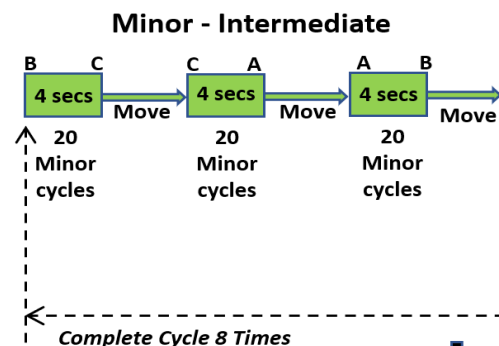 Minor - Intermediate
B C C A A B
4 secs 4 secs 4 secs
Move Move Move
20 20 20
Minor Minor Minor
cycles cycles cycles
Complete Cycle 8 Times